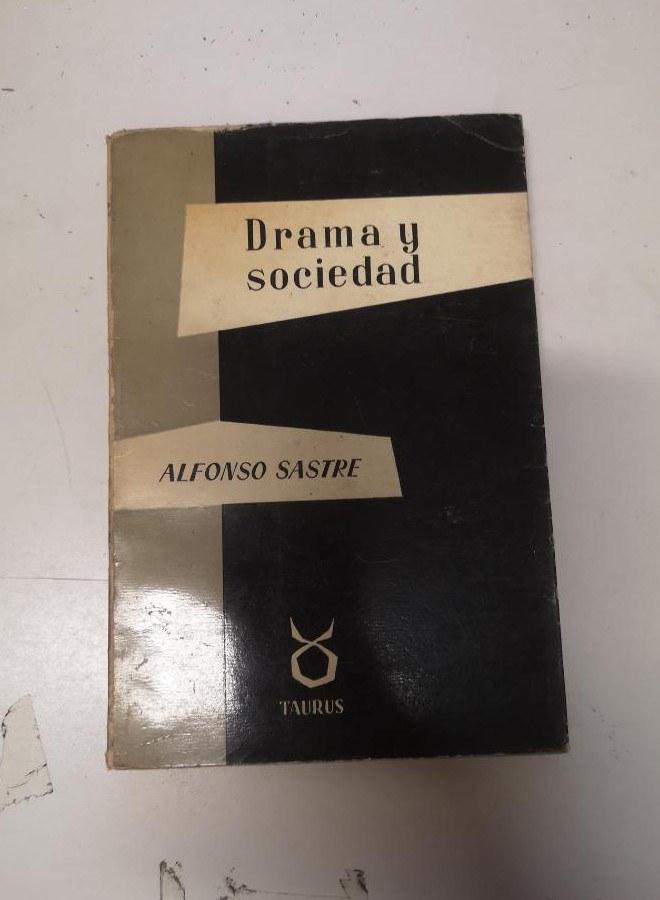 Drama y
sociedad
ALFONSO SASTRE
TAURUS